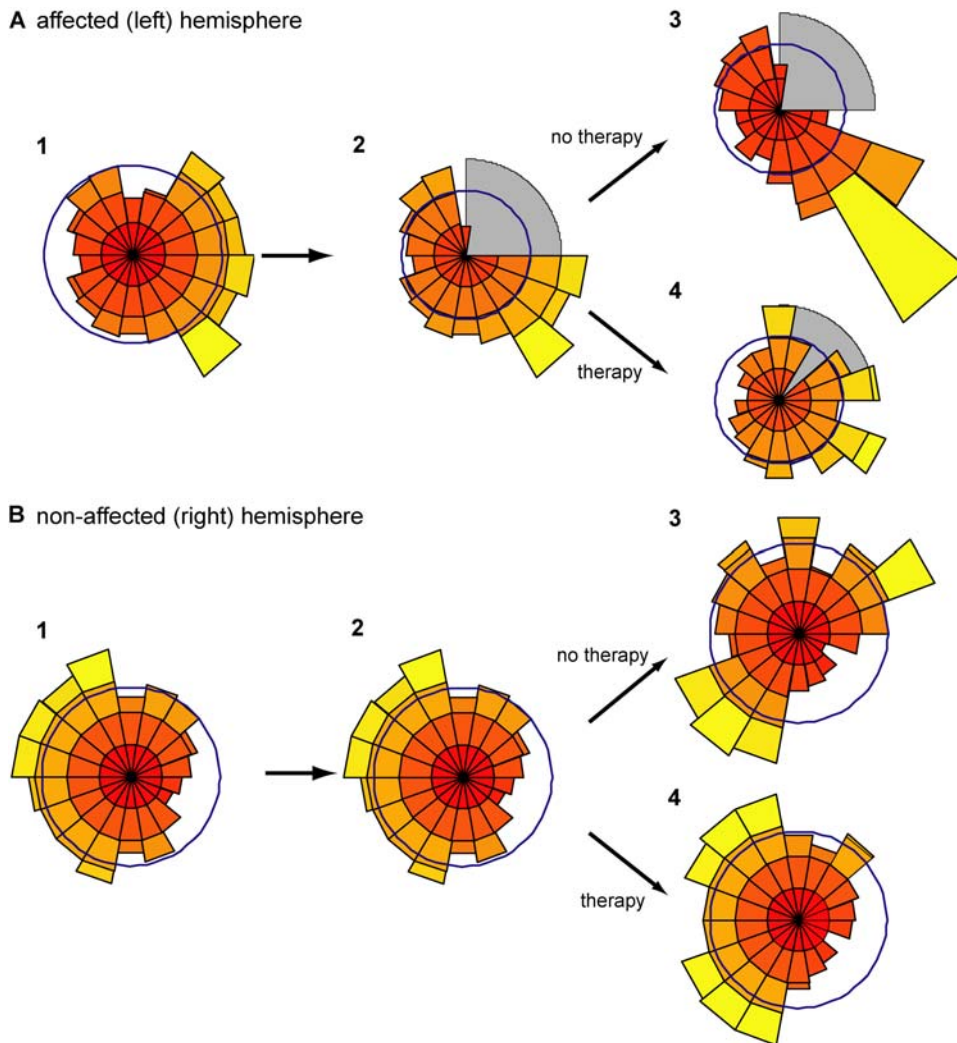 A affected (left) hemisphere
3
1
2
no therapy
4
therapy
B non-affected (right) hemisphere
3
1
2
no therapy
4
therapy